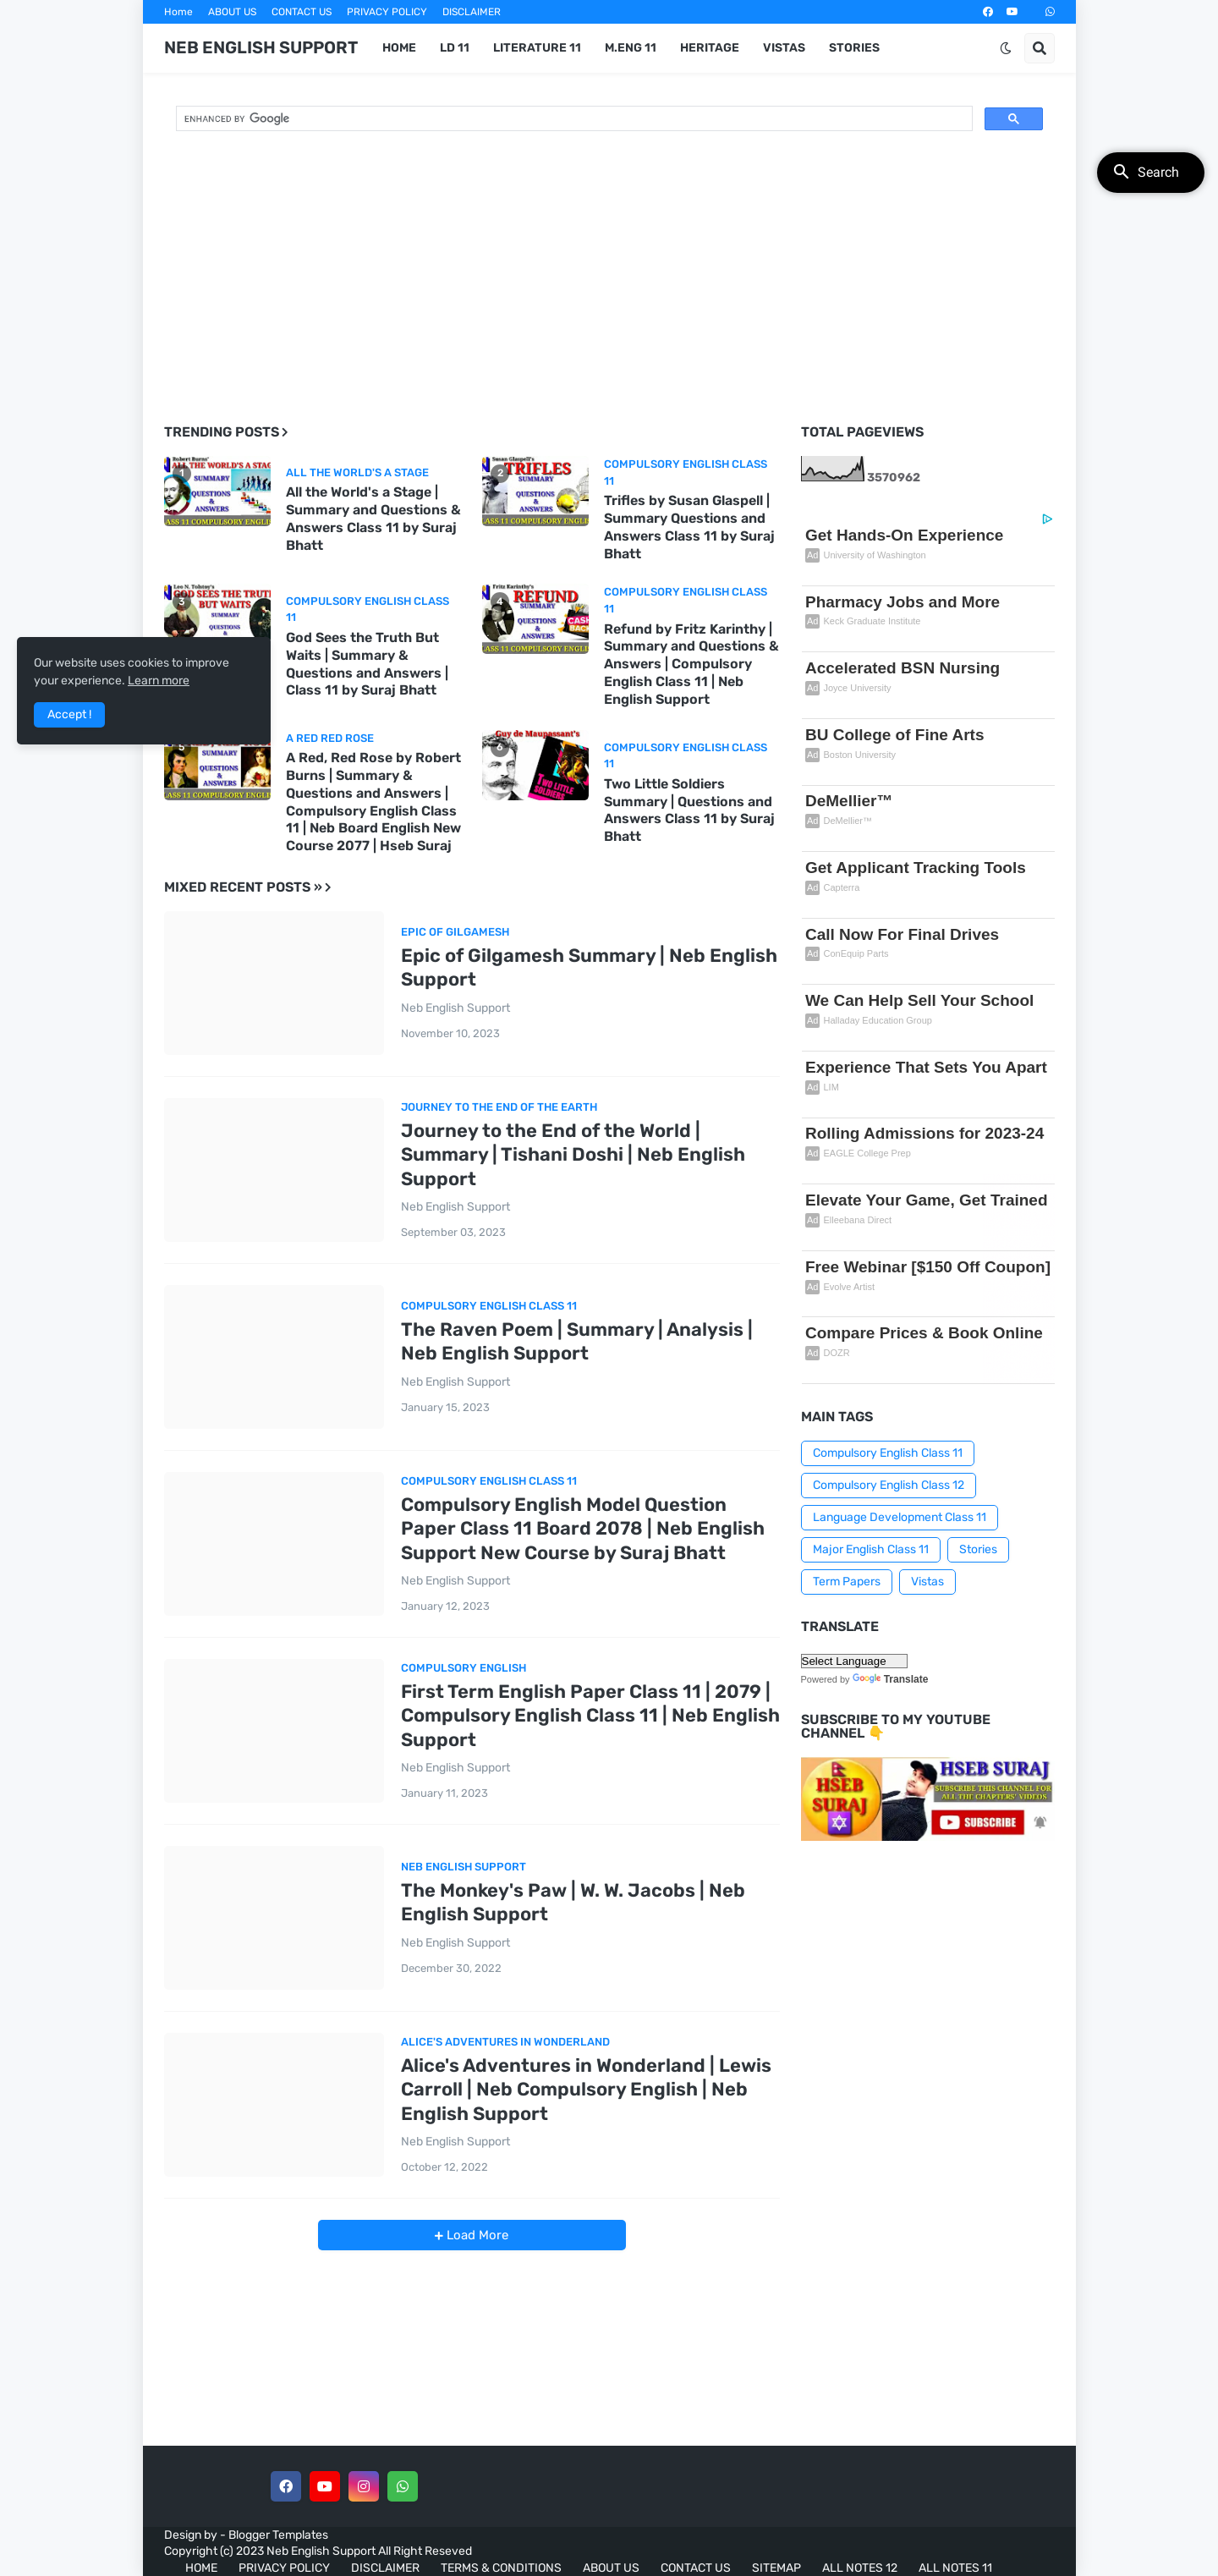 Home ABOUT US CONTACT US PRIVACY POLICY DISCLAIMER
NEB ENGLISH SUPPORT HOME LD 11 LITERATURE 11 M.ENG 11 HERITAGE VISTAS STORIES
ENHANCED BY Google
Search
TRENDING POSTS
ALL THE WORLD'S A STAGE
All the World's a Stage |
Summary and Questions &
Answers Class 11 by Suraj
Bhatt
COMPULSORY ENGLISH CLASS
11
Trifles by Susan Glaspell |
Summary Questions and
Answers Class 11 by Suraj
Bhatt
COMPULSORY ENGLISH CLASS
11
God Sees the Truth But
Waits | Summary &
Questions and Answers |
Class 11 by Suraj Bhatt
COMPULSORY ENGLISH CLASS
11
Refund by Fritz Karinthy |
Summary and Questions &
Answers | Compulsory
English Class 11 | Neb
English Support
Our website uses cookies to improve
your experience. Learn more
Accept !
A RED RED ROSE
A Red, Red Rose by Robert
Burns | Summary &
Questions and Answers |
Compulsory English Class
11 | Neb Board English New
Course 2077 | Hseb Suraj
Guy de Maupassant's
TWO LITTLE
SOLDIERS
COMPULSORY ENGLISH CLASS
11
Two Little Soldiers
Summary | Questions and
Answers Class 11 by Suraj
Bhatt
MIXED RECENT POSTS »
EPIC OF GILGAMESH
Epic of Gilgamesh Summary | Neb English
Support
Neb English Support
November 10, 2023
JOURNEY TO THE END OF THE EARTH
Journey to the End of the World |
Summary | Tishani Doshi | Neb English
Support
Neb English Support
September 03, 2023
COMPULSORY ENGLISH CLASS 11
The Raven Poem | Summary | Analysis |
Neb English Support
Neb English Support
January 15, 2023
COMPULSORY ENGLISH CLASS 11
Compulsory English Model Question
Paper Class 11 Board 2078 | Neb English
Support New Course by Suraj Bhatt
Neb English Support
January 12, 2023
COMPULSORY ENGLISH
First Term English Paper Class 11 | 2079 |
Compulsory English Class 11 | Neb English
Support
Neb English Support
January 11, 2023
NEB ENGLISH SUPPORT
The Monkey's Paw | W. W. Jacobs | Neb
English Support
Neb English Support
December 30, 2022
ALICE'S ADVENTURES IN WONDERLAND
Alice's Adventures in Wonderland | Lewis
Carroll | Neb Compulsory English | Neb
English Support
Neb English Support
October 12, 2022
+ Load More
TOTAL PAGEVIEWS
3570962
Get Hands-On Experience
Ad University of Washington
Pharmacy Jobs and More
Ad Keck Graduate Institute
Accelerated BSN Nursing
Ad Joyce University
BU College of Fine Arts
Ad Boston University
DeMellier™
Ad DeMellier™
Get Applicant Tracking Tools
Ad Capterra
Call Now For Final Drives
Ad ConEquip Parts
We Can Help Sell Your School
Ad Halladay Education Group
Experience That Sets You Apart
Ad LIM
Rolling Admissions for 2023-24
Ad EAGLE College Prep
Elevate Your Game, Get Trained
Ad Elleebana Direct
Free Webinar [$150 Off Coupon]
Ad Evolve Artist
Compare Prices & Book Online
Ad DOZR
MAIN TAGS
Compulsory English Class 11
Compulsory English Class 12
Language Development Class 11
Major English Class 11 Stories
Term Papers Vistas
TRANSLATE
Select Language
Powered by Google Translate
SUBSCRIBE TO MY YOUTUBE
CHANNEL 👇
HSEB SURAJ
HSEB SURAJ
SUBSCRIBE THIS CHANNEL FOR
ALL THE CHAPTERS' VIDEOS
SUBSCRIBE
Design by - Blogger Templates
Copyright (c) 2023 Neb English Support All Right Reseved
HOME PRIVACY POLICY DISCLAIMER TERMS & CONDITIONS ABOUT US CONTACT US SITEMAP ALL NOTES 12 ALL NOTES 11